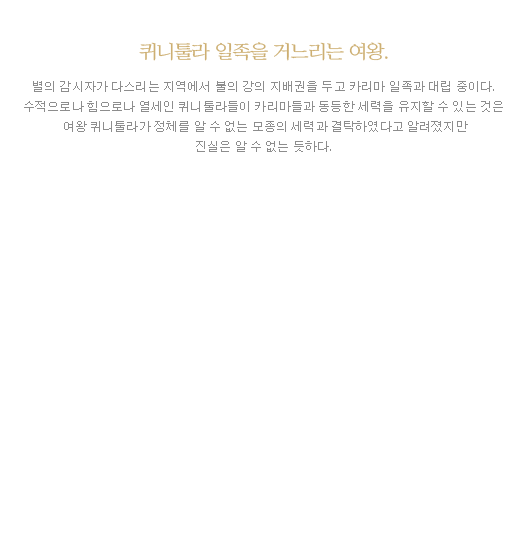 퀴니툴라 일족을 거느리는 여왕.
별의 감시자가 다스리는 지역에서 불의 강의 지배권을 두고 카리마 일족과 대립 중이다.
수적으로나 힘으로나 열세인 퀴니툴라들이 카리마들과 동등한 세력을 유지할 수 있는 것은
여왕 퀴니툴라가 정체를 알 수 없는 모종의 세력과 결탁하였다고 알려졌지만
진실은 알 수 없는 듯하다.